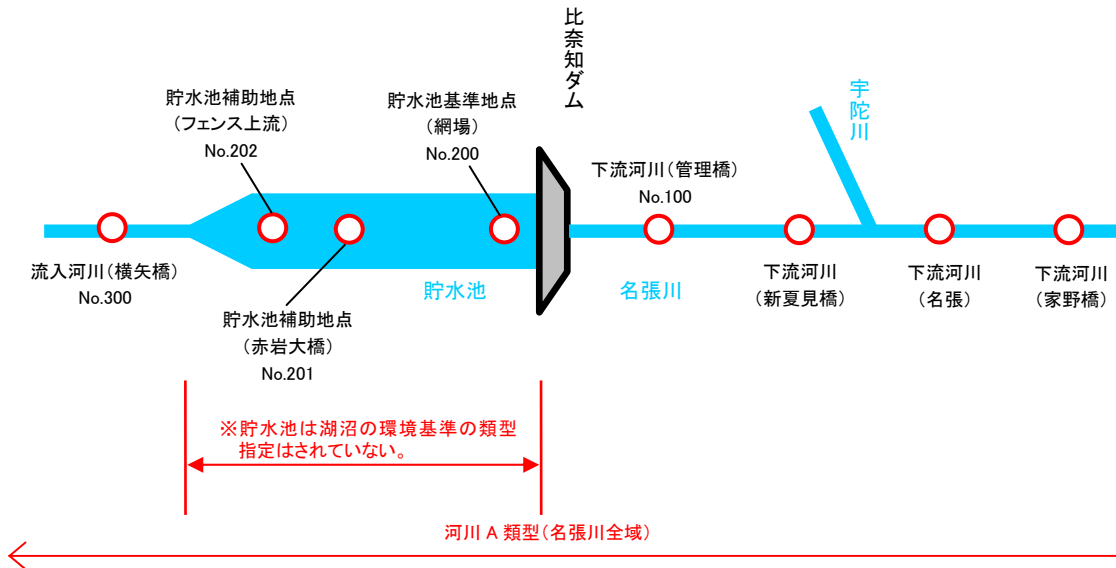 比奈知ダム
貯水池補助地点
(フェンス上流)
No.202
貯水池基準地点
(網場)
No.200
下流河川(管理橋)
No.100
宇陀川
流入河川(横矢橋)
No.300
貯水池補助地点
(赤岩大橋)
No.201
貯水池
名張川
下流河川
(新夏見橋)
下流河川
(名張)
下流河川
(家野橋)
※貯水池は湖沼の環境基準の類型
指定はされていない。
河川 A 類型(名張川全域)